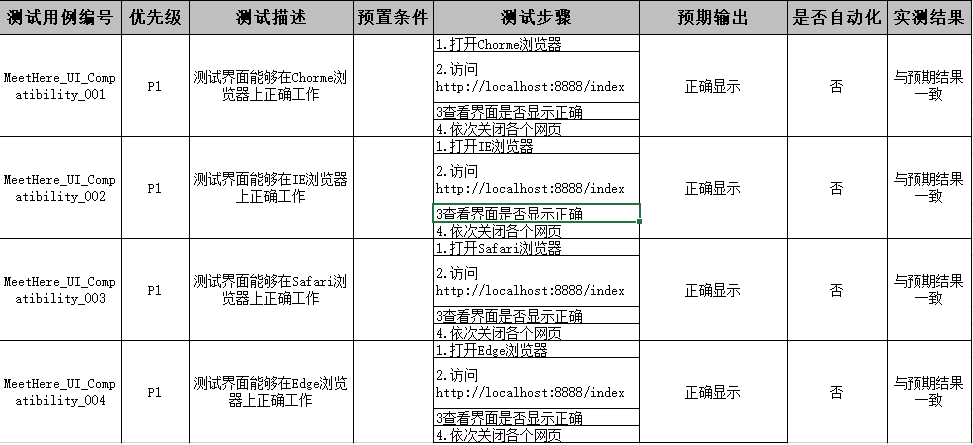 测试用例编号 优先级 测试描述 预置条件 测试步骤 预期输出 是否自动化 实测结果
MeetHere_UI_Comp
atibility_001
P1
测试界面能够在Chorme浏
览器上正确工作
1.打开Chorme浏览器
2.访问
http://localhost:8888/index
3查看界面是否显示正确
4.依次关闭各个网页
正确显示
否
与预期结果
一致
MeetHere_UI_Comp
atibility_002
P1
测试界面能够在IE浏览器
上正确工作
1.打开IE浏览器
2.访问
http://localhost:8888/index
3查看界面是否显示正确
4.依次关闭各个网页
正确显示
否
与预期结果
一致
MeetHere_UI_Comp
atibility_003
P1
测试界面能够在Safari浏
览器上正确工作
1.打开Safari浏览器
2.访问
http://localhost:8888/index
3查看界面是否显示正确
4.依次关闭各个网页
正确显示
否
与预期结果
一致
MeetHere_UI_Comp
atibility_004
P1
测试界面能够在Edge浏览
器上正确工作
1.打开Edge浏览器
2.访问
http://localhost:8888/index
3查看界面是否显示正确
4.依次关闭各个网页
正确显示
否
与预期结果
一致